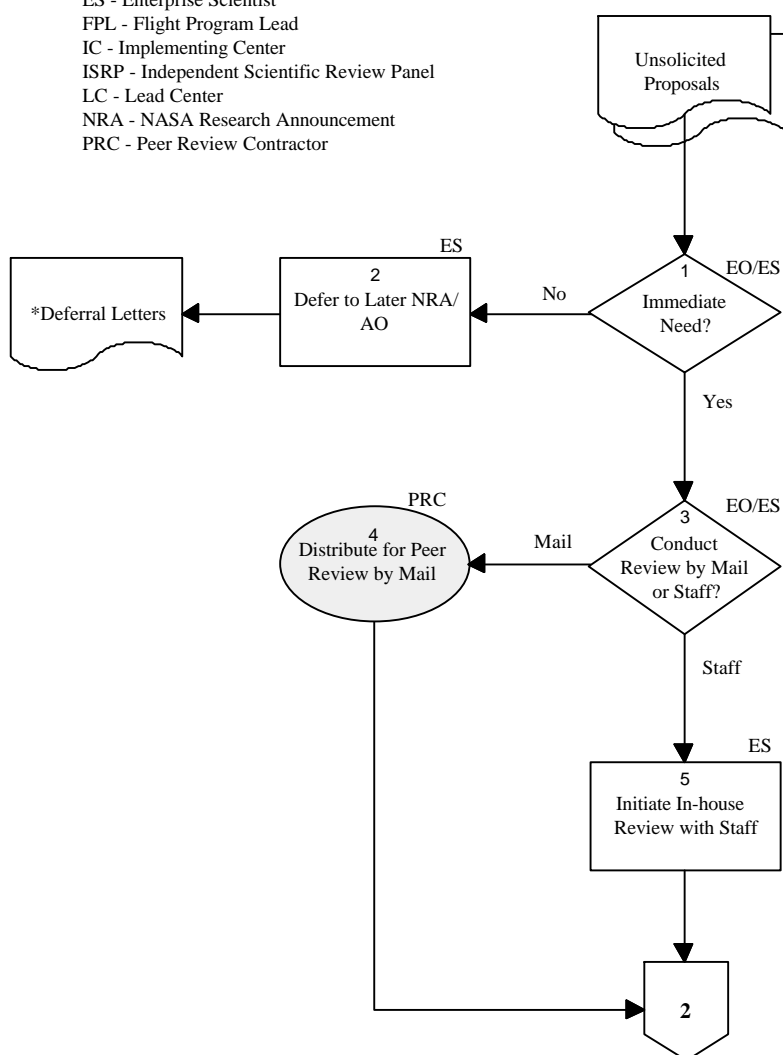 ES - Enterprise Scientist
FPL - Flight Program Lead
IC - Implementing Center
ISRP - Independent Scientific Review Panel
LC - Lead Center
NRA - NASA Research Announcement
PRC - Peer Review Contractor
Unsolicited
Proposals
EO/ES
1
Immediate
Need?
No
ES
2
Defer to Later NRA/
AO
*Deferral Letters
Yes
EO/ES
3
Conduct
Review by Mail
or Staff?
Mail
PRC
4
Distribute for Peer
Review by Mail
Staff
ES
5
Initiate In-house
Review with Staff
2